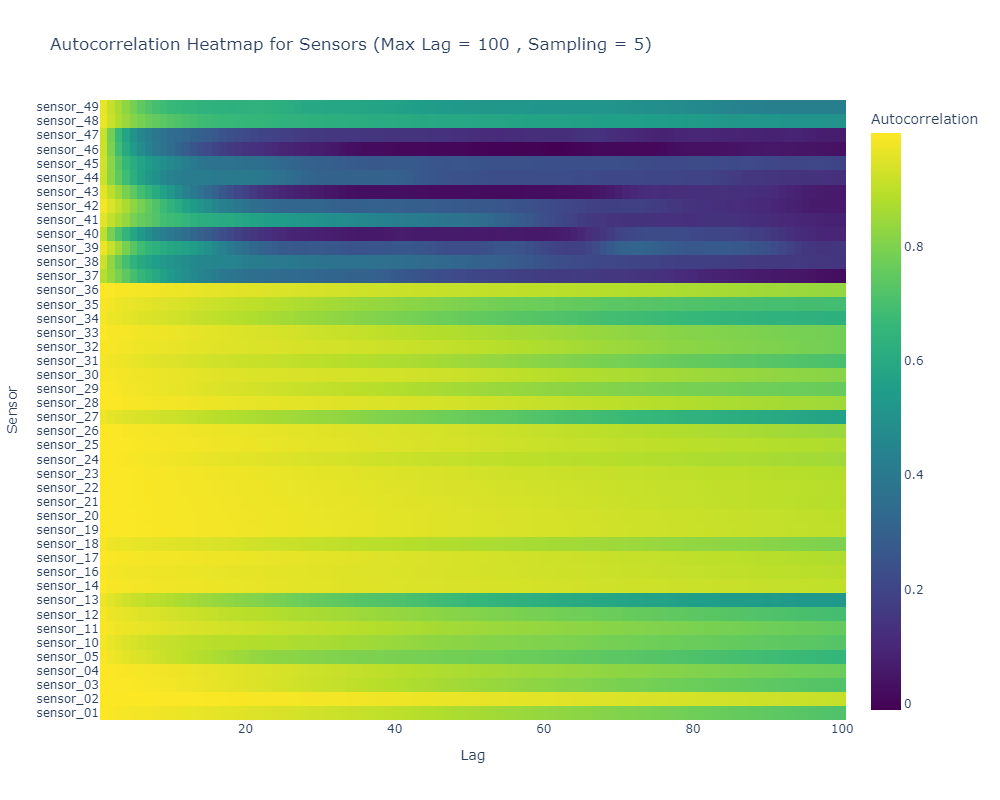 Autocorrelation Heatmap for Sensors (Max Lag = 100 , Sampling = 5)
Autocorrelation
sensor_49
sensor_48
sensor_47
sensor_46
sensor_45
sensor_44
sensor_43
sensor_42
sensor_41
sensor_40
sensor_39
sensor_38
sensor_37
sensor_36
sensor_35
sensor_34
sensor_33
sensor_32
sensor_31
sensor_30
sensor_29
sensor_28
sensor_27
sensor_26
sensor_25
sensor_24
sensor_23
sensor_22
sensor_21
sensor_20
sensor_19
sensor_18
sensor_17
sensor_16
sensor_14
sensor_13
sensor_12
sensor_11
sensor_10
sensor_05
sensor_04
sensor_03
sensor_02
sensor_01
Sensor
20
40
60
80
100
Lag
0.8
0.6
0.4
0.2
0